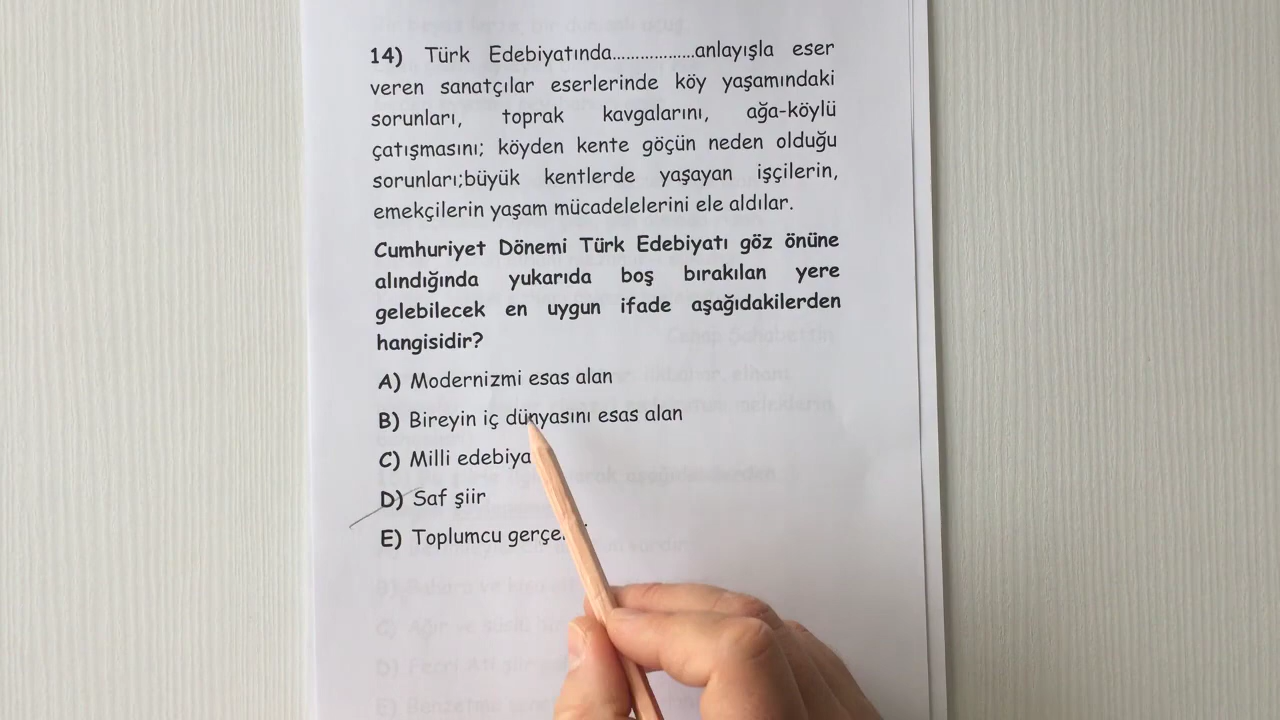 14) Türk Edebiyatında..................anlayışla eser
veren sanatçılar eserlerinde köy yaşamındaki
sorunları, toprak kavgalarını, ağa-köylü
çatışmasını; köyden kente göçün neden olduğu
sorunları;büyük kentlerde yaşayan işçilerin,
emekçilerin yaşam mücadelelerini ele aldılar.
Cumhuriyet Dönemi Türk Edebiyatı göz önüne
alındığında yukarıda boş bırakılan yere
gelebilecek en uygun ifade aşağıdakilerden
hangisidir?
A) Modernizmi esas alan
B) Bireyin iç dünyasını esas alan
C) Milli
D) Saf şiir
E) Toplumcu